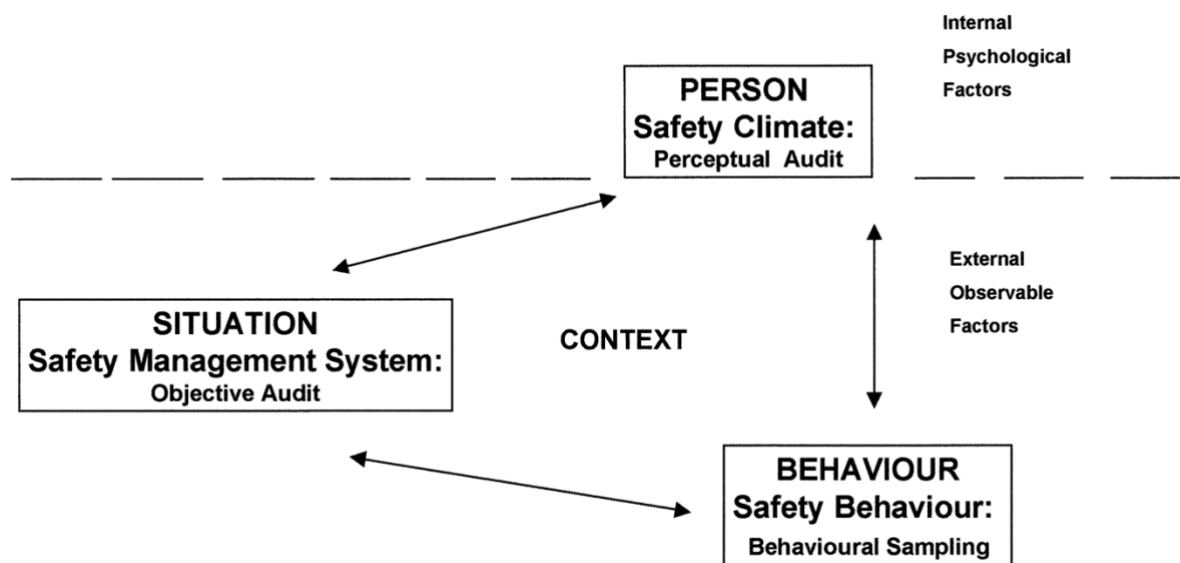 Internal
Psychological
Factors
PERSON
Safety Climate:
Perceptual Audit
External
Observable
Factors
SITUATION
Safety Management System:
Objective Audit
CONTEXT
BEHAVIOUR
Safety Behaviour:
Behavioural Sampling